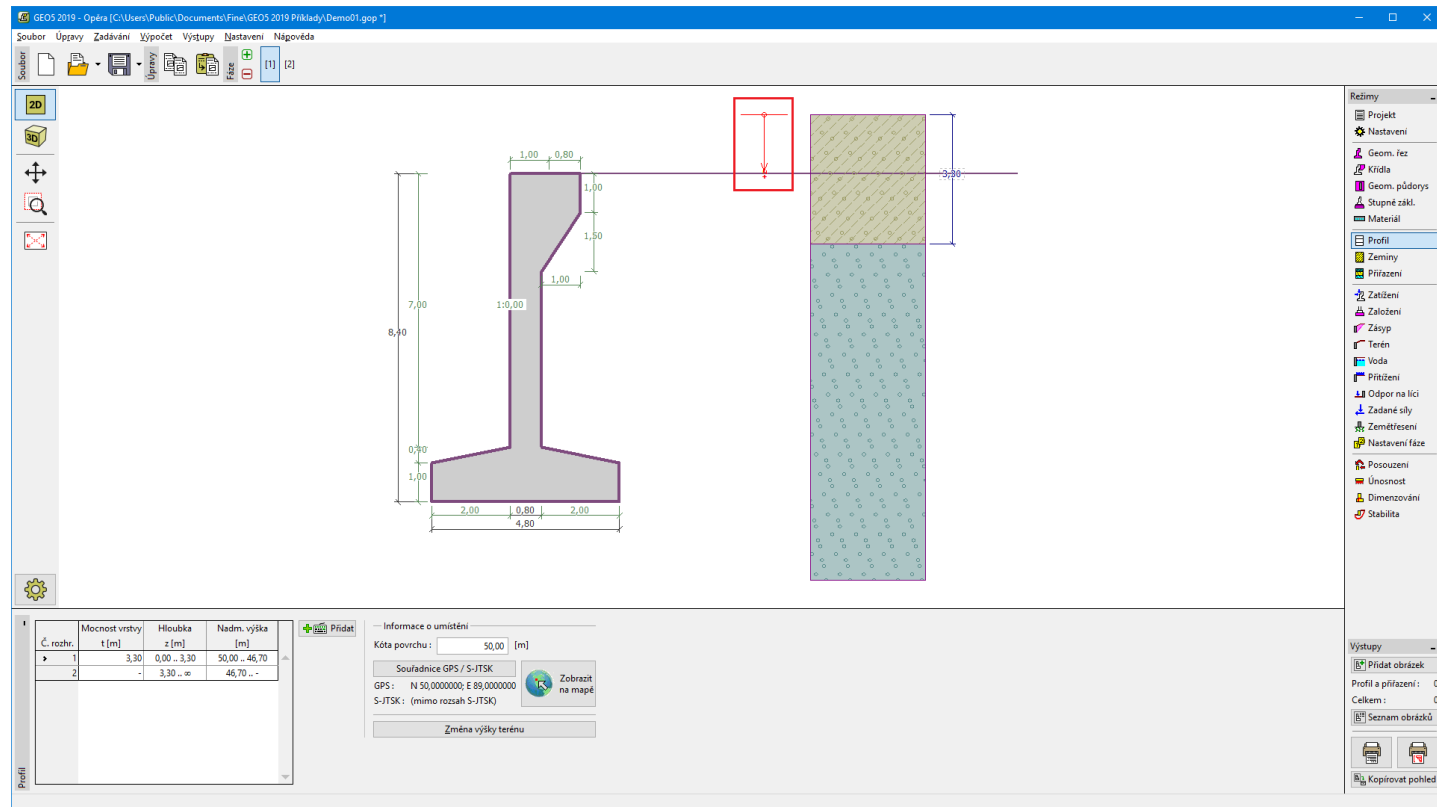 GEO5 2019 - Opěra [C:\Users\Public\Documents\Fine\GEO5 2019 Příklady\Demo01.gop *]
Soubor Úpravy Zadávání Výpočet Výstupy Nastavení Nápověda
Soubor
Úpravy
Fáze
[1] [2]
2D
3D
1,00 0,80
1,00
1,50
1,00
7,00
1:0,00
8,40
0,40
1,00
2,00 0,80 2,00
4,80
3,30
Režimy
Projekt
Nastavení
Geom. řez
Křídla
Geom. půdorys
Stupně zákl.
Materiál
Profil
Zeminy
Přiřazení
Zatížení
Založení
Zásyp
Terén
Voda
Přitížení
Odpor na líci
Zadané síly
Zemětřesení
Nastavení fáze
Posouzení
Únosnost
Dimenzování
Stabilita
Výstupy
Přidat obrázek
Profil a přiřazení : 0
Celkem : 0
Seznam obrázků
Kopírovat pohled
Profil
Č. rozhr. Mocnost vrstvy t [m] Hloubka z [m] Nadm. výška [m]
1 3,30 0,00 .. 3,30 50,00 .. 46,70
2 - 3,30 .. ∞ 46,70 .. -
Přidat
Informace o umístění
Kóta povrchu : 50,00 [m]
Souřadnice GPS / S-JTSK
GPS : N 50,0000000; E 89,0000000
S-JTSK : (mimo rozsah S-JTSK)
Zobrazit
na mapě
Změna výšky terénu